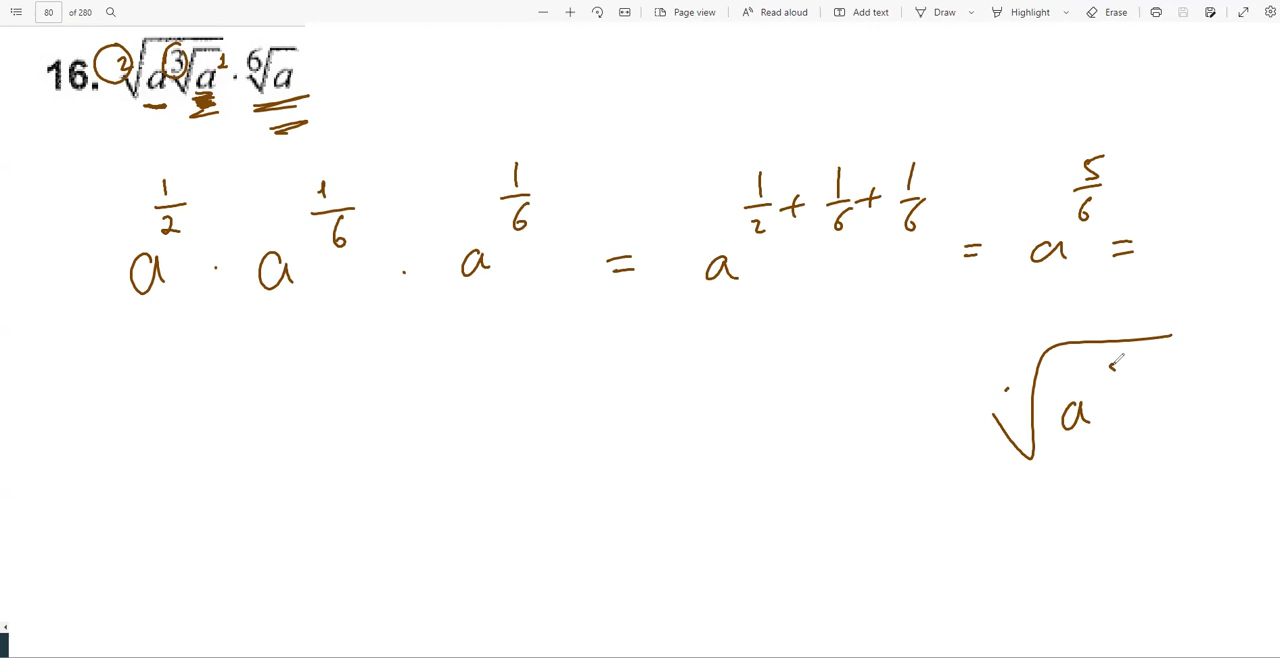 80 of 280 Page view A Read aloud T Add text Draw Highlight Erase
16. ²√(a∛a¹) · ⁶√a
a^(1/2) · a^(1/6) · a^(1/6) = a^(1/2 + 1/6 + 1/6) = a^(5/6) =
√a